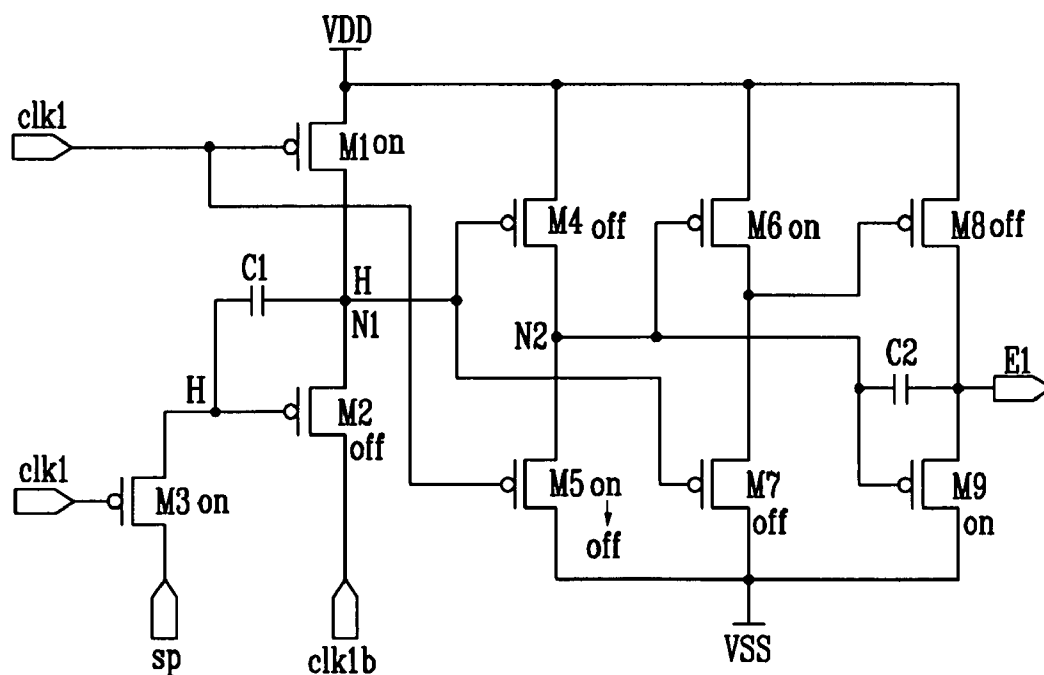 VDD
clk1
M1 on
M4 off
M6 on
M8 off
C1
H
N1
N2
C2
E1
H
M2
off
clk1
M3 on
M5 on
off
M7
off
M9
on
sp
clk1b
VSS